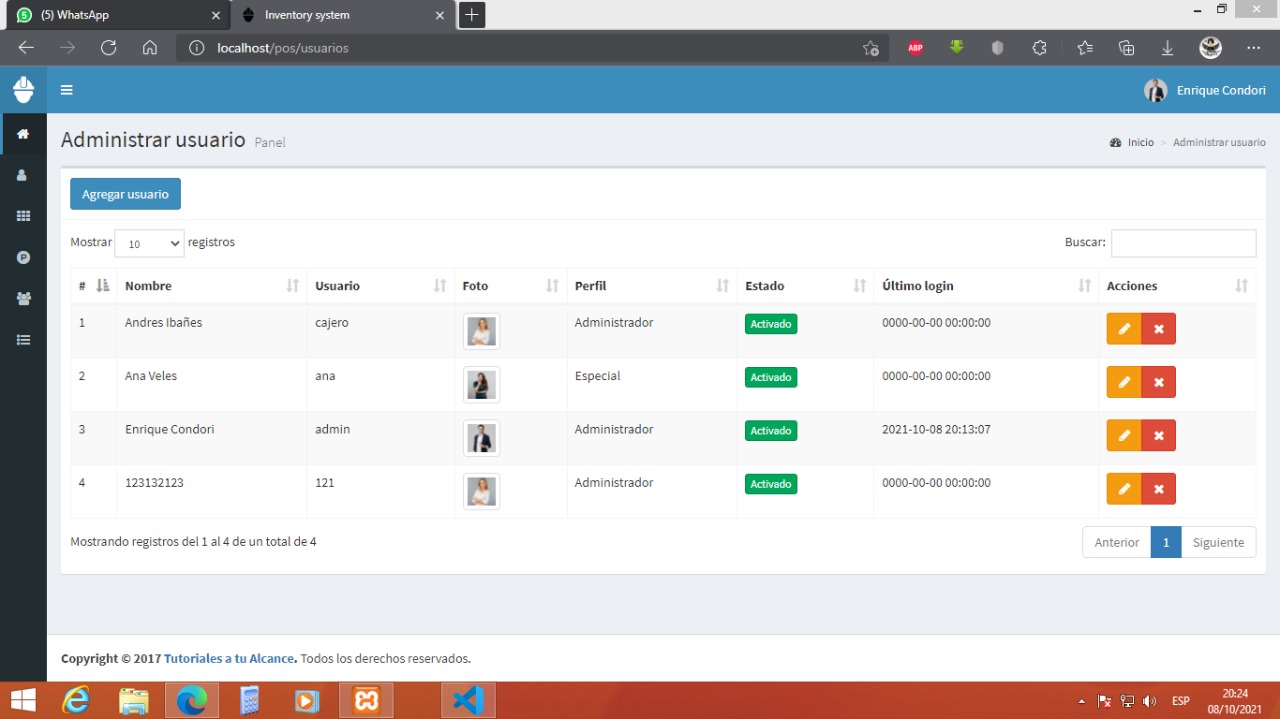 (5) WhatsApp
Inventory system
localhost/pos/usuarios
ABP
Enrique Condori
Administrar usuario Panel
Inicio > Administrar usuario
Agregar usuario
Mostrar 10 registros
Buscar:
# Nombre Usuario Foto Perfil Estado Último login Acciones
1 Andres Ibañes cajero Administrador Activado 0000-00-00 00:00:00
2 Ana Veles ana Especial Activado 0000-00-00 00:00:00
3 Enrique Condori admin Administrador Activado 2021-10-08 20:13:07
4 123132123 121 Administrador Activado 0000-00-00 00:00:00
Mostrando registros del 1 al 4 de un total de 4
Anterior 1 Siguiente
Copyright © 2017 Tutoriales a tu Alcance. Todos los derechos reservados.
ESP
20:24
08/10/2021